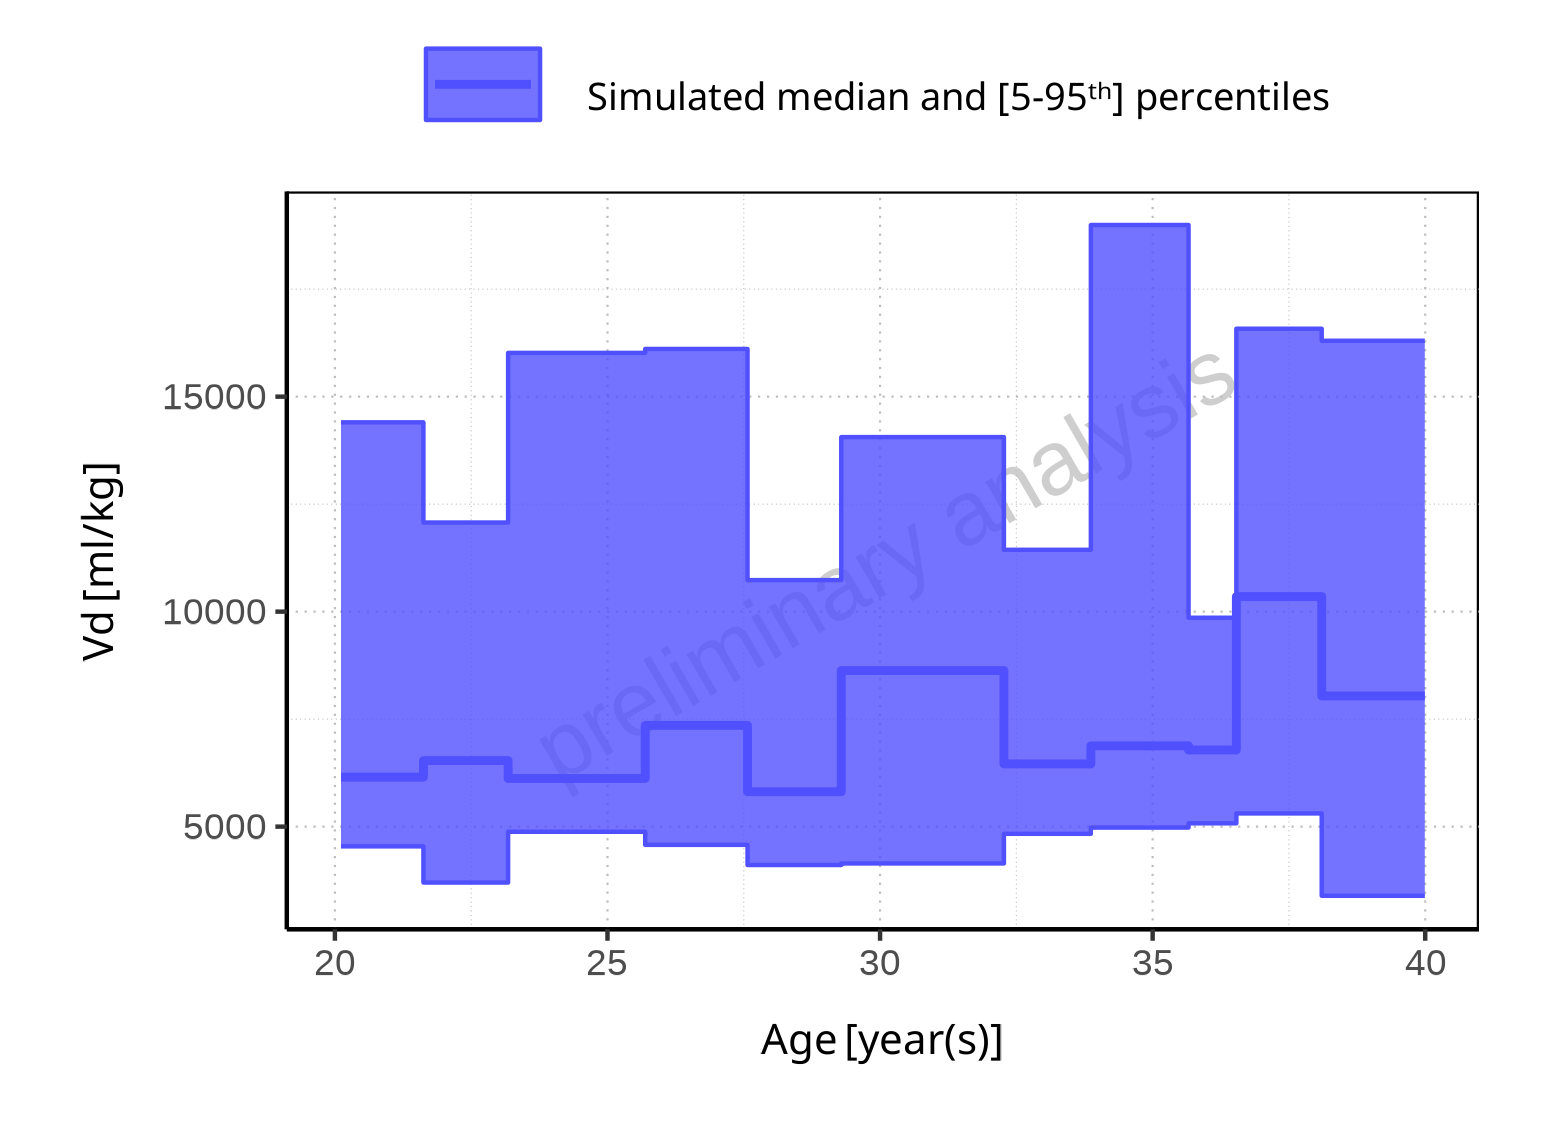 Simulated median and [5-95ᵗʰ] percentiles
15000
10000
5000
Vd [ml/kg]
preliminary analysis
20 25 30 35 40
Age [year(s)]